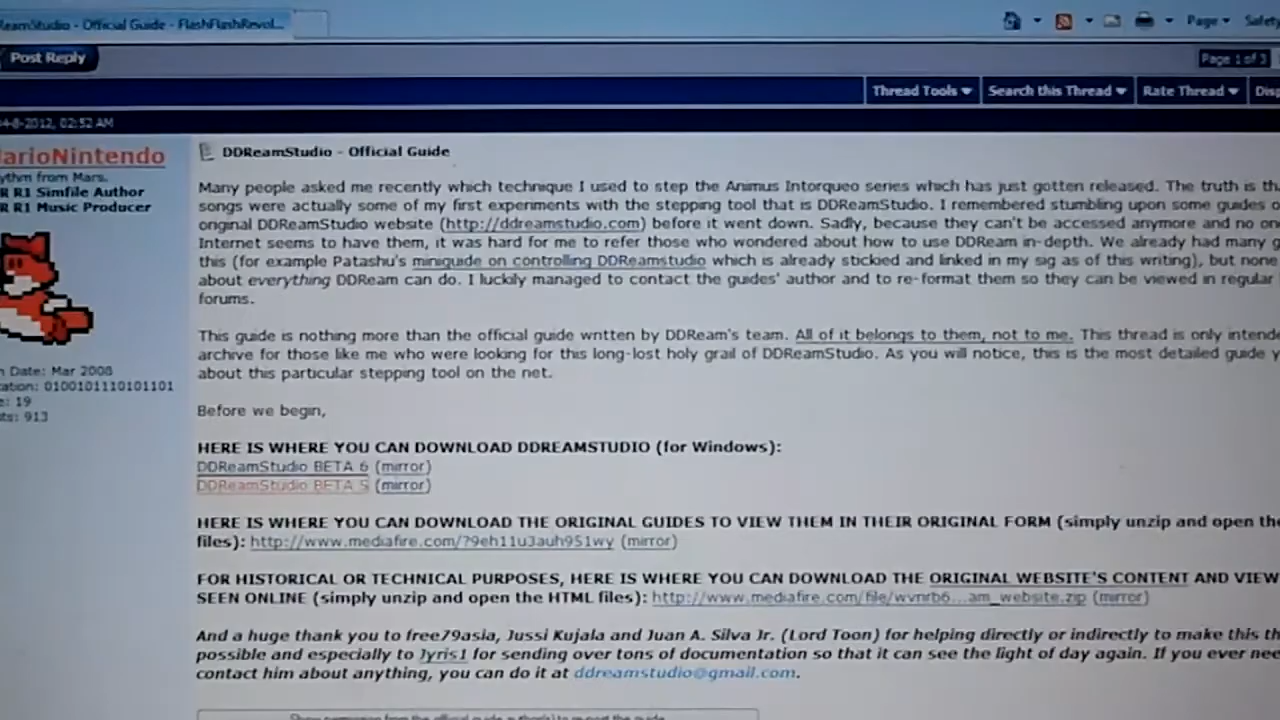 DDReamStudio - Official Guide - FlashFlashRevol...
Page
Safety
Post Reply
Page 1 of 3
Thread Tools
Search this Thread
Rate Thread
Disp
4-8-2012, 02:52 AM
arioNintendo
ythm from Mars.
R R1 Simfile Author
R R1 Music Producer
n Date: Mar 2008
ation: 0100101110101101
e: 19
sts: 913
DDReamStudio - Official Guide
Many people asked me recently which technique I used to step the Animus Intorqueo series which has just gotten released. The truth is th
songs were actually some of my first experiments with the stepping tool that is DDReamStudio. I remembered stumbling upon some guides o
original DDReamStudio website (http://ddreamstudio.com) before it went down. Sadly, because they can't be accessed anymore and no on
Internet seems to have them, it was hard for me to refer those who wondered about how to use DDReam in-depth. We already had many g
this (for example Patashu's miniguide on controlling DDReamstudio which is already stickied and linked in my sig as of this writing), but none
about everything DDReam can do. I luckily managed to contact the guides' author and to re-format them so they can be viewed in regular
forums.
This guide is nothing more than the official guide written by DDReam's team. All of it belongs to them, not to me. This thread is only intende
archive for those like me who were looking for this long-lost holy grail of DDReamStudio. As you will notice, this is the most detailed guide y
about this particular stepping tool on the net.
Before we begin,
HERE IS WHERE YOU CAN DOWNLOAD DDREAMSTUDIO (for Windows):
DDReamStudio BETA 6 (mirror)
DDReamStudio BETA 5 (mirror)
HERE IS WHERE YOU CAN DOWNLOAD THE ORIGINAL GUIDES TO VIEW THEM IN THEIR ORIGINAL FORM (simply unzip and open the
files): http://www.mediafire.com/?9eh11u3auh951wy (mirror)
FOR HISTORICAL OR TECHNICAL PURPOSES, HERE IS WHERE YOU CAN DOWNLOAD THE ORIGINAL WEBSITE'S CONTENT AND VIEW
SEEN ONLINE (simply unzip and open the HTML files): http://www.mediafire.com/file/wvnrb6...am_website.zip (mirror)
And a huge thank you to free79asia, Jussi Kujala and Juan A. Silva Jr. (Lord Toon) for helping directly or indirectly to make this th
possible and especially to Jyris1 for sending over tons of documentation so that it can see the light of day again. If you ever nee
contact him about anything, you can do it at ddreamstudio@gmail.com.